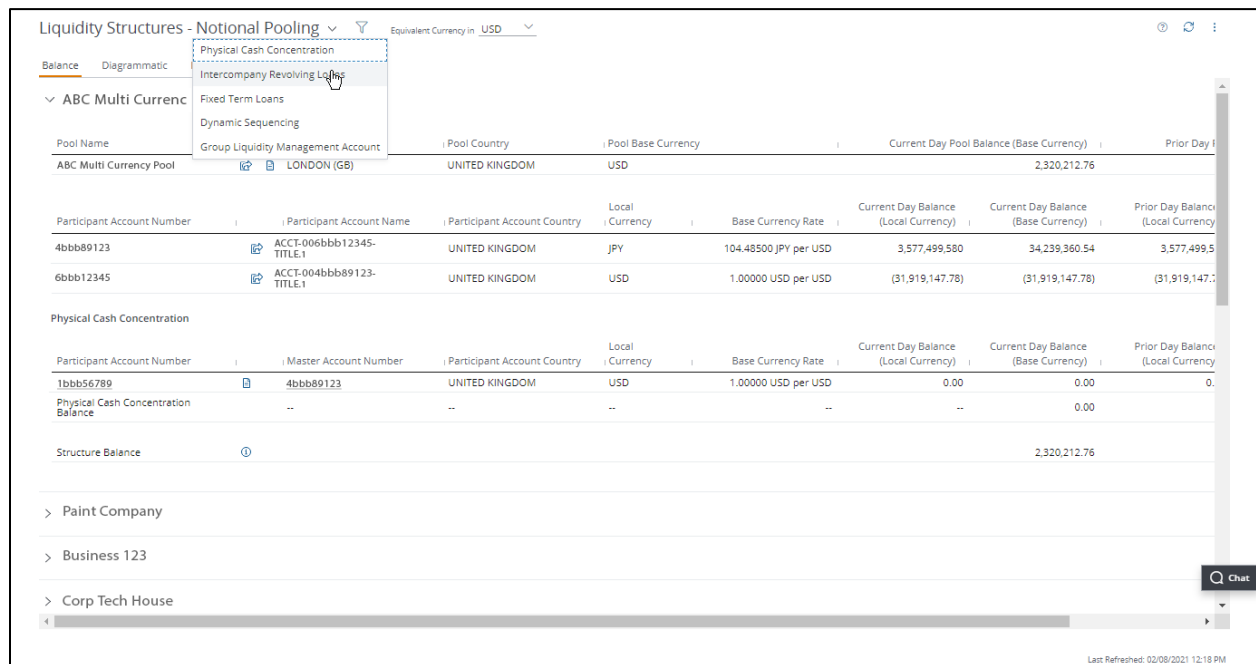 Liquidity Structures - Notional Pooling Equivalent Currency in USD
Physical Cash Concentration
Balance Diagrammatic
Intercompany Revolving Loans
ABC Multi Currenc Fixed Term Loans
Dynamic Sequencing
Group Liquidity Management Account
Pool Name Pool Country Pool Base Currency Current Day Pool Balance (Base Currency) Prior Day
ABC Multi Currency Pool LONDON (GB) UNITED KINGDOM USD 2,320,212.76
Local Current Day Balance Current Day Balance Prior Day Balance
Participant Account Number Participant Account Name Participant Account Country Currency Base Currency Rate (Local Currency) (Base Currency) (Local Currency
4bbb89123 ACCT-006bbb12345- UNITED KINGDOM JPY 104.48500 JPY per USD 3,577,499,580 34,239,360.54 3,577,499,5
TITLE.1
6bbb12345 ACCT-004bbb89123- UNITED KINGDOM USD 1.00000 USD per USD (31,919,147.78) (31,919,147.78) (31,919,147.7
TITLE.1
Physical Cash Concentration
Local Current Day Balance Current Day Balance Prior Day Balance
Participant Account Number Master Account Number Participant Account Country Currency Base Currency Rate (Local Currency) (Base Currency) (Local Currency
1bbb56789 4bbb89123 UNITED KINGDOM USD 1.00000 USD per USD 0.00 0.00 0.
Physical Cash Concentration -- -- -- -- -- 0.00
Balance
Structure Balance 2,320,212.76
Paint Company
Business 123
Chat
Corp Tech House
Last Refreshed: 02/08/2021 12:18 PM